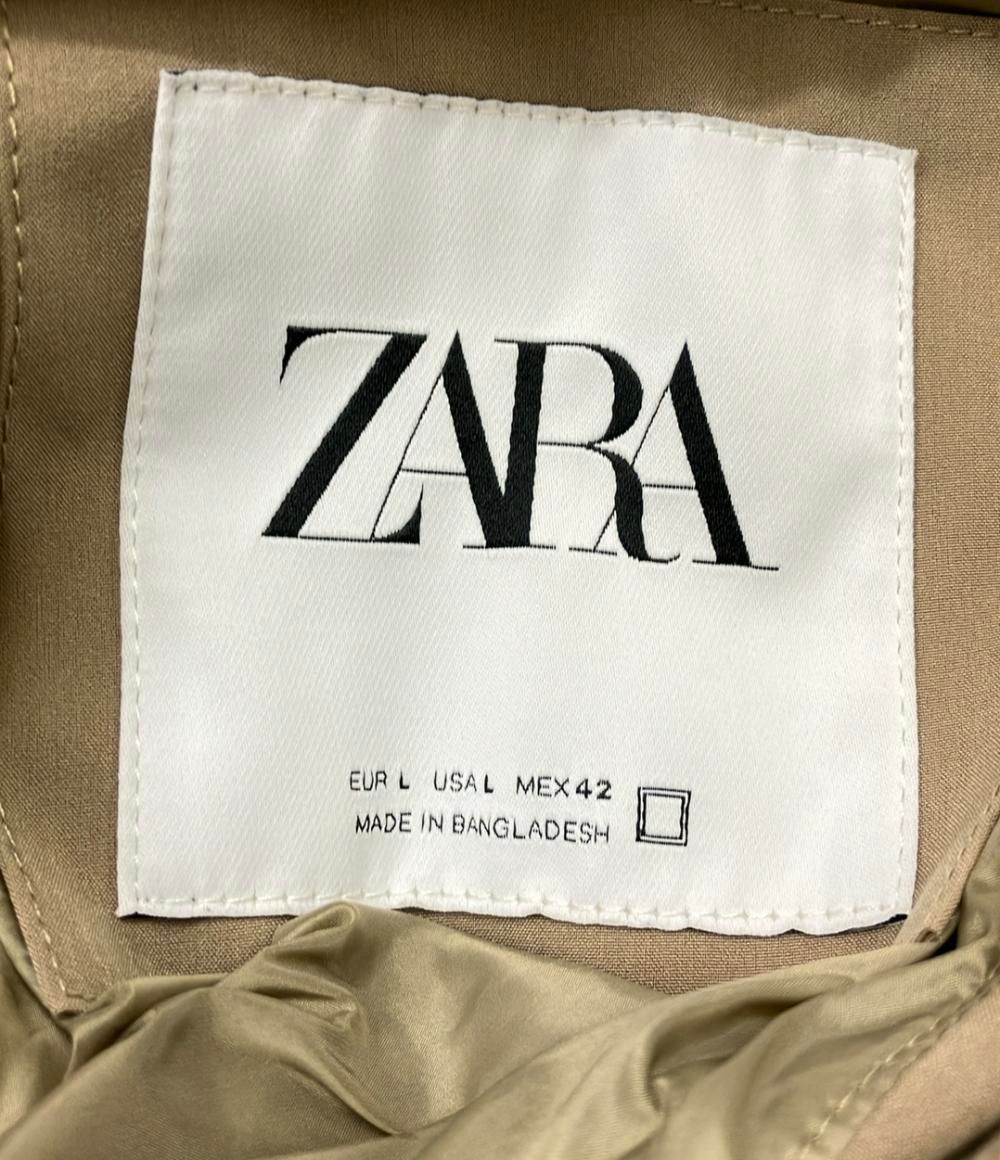 ZARA
EUR L USA L MEX 42
MADE IN BANGLADESH